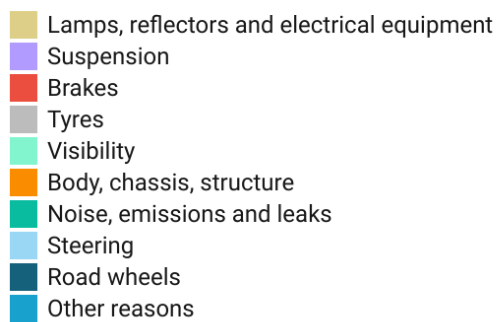 Lamps, reflectors and electrical equipment
Suspension
Brakes
Tyres
Visibility
Body, chassis, structure
Noise, emissions and leaks
Steering
Road wheels
Other reasons